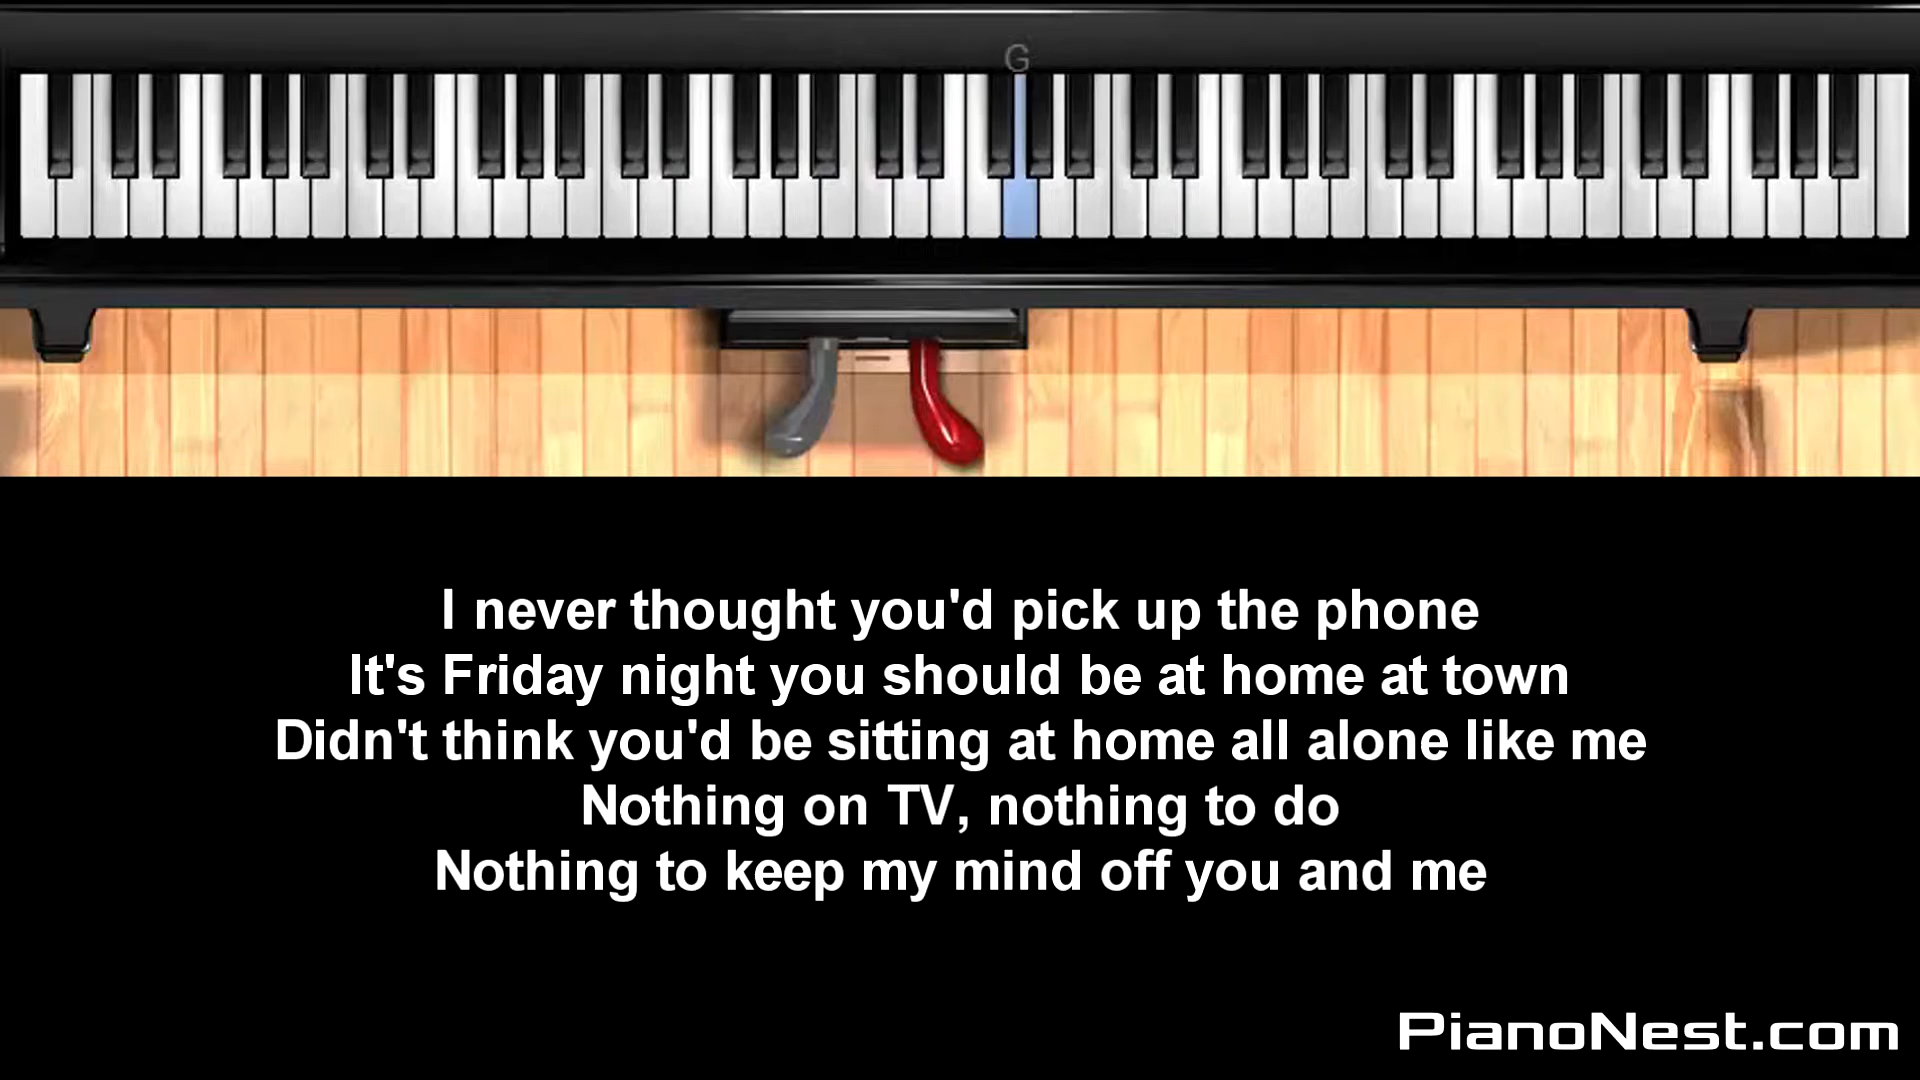 G
I never thought you'd pick up the phone
It's Friday night you should be at home at town
Didn't think you'd be sitting at home all alone like me
Nothing on TV, nothing to do
Nothing to keep my mind off you and me
PianoNest.com